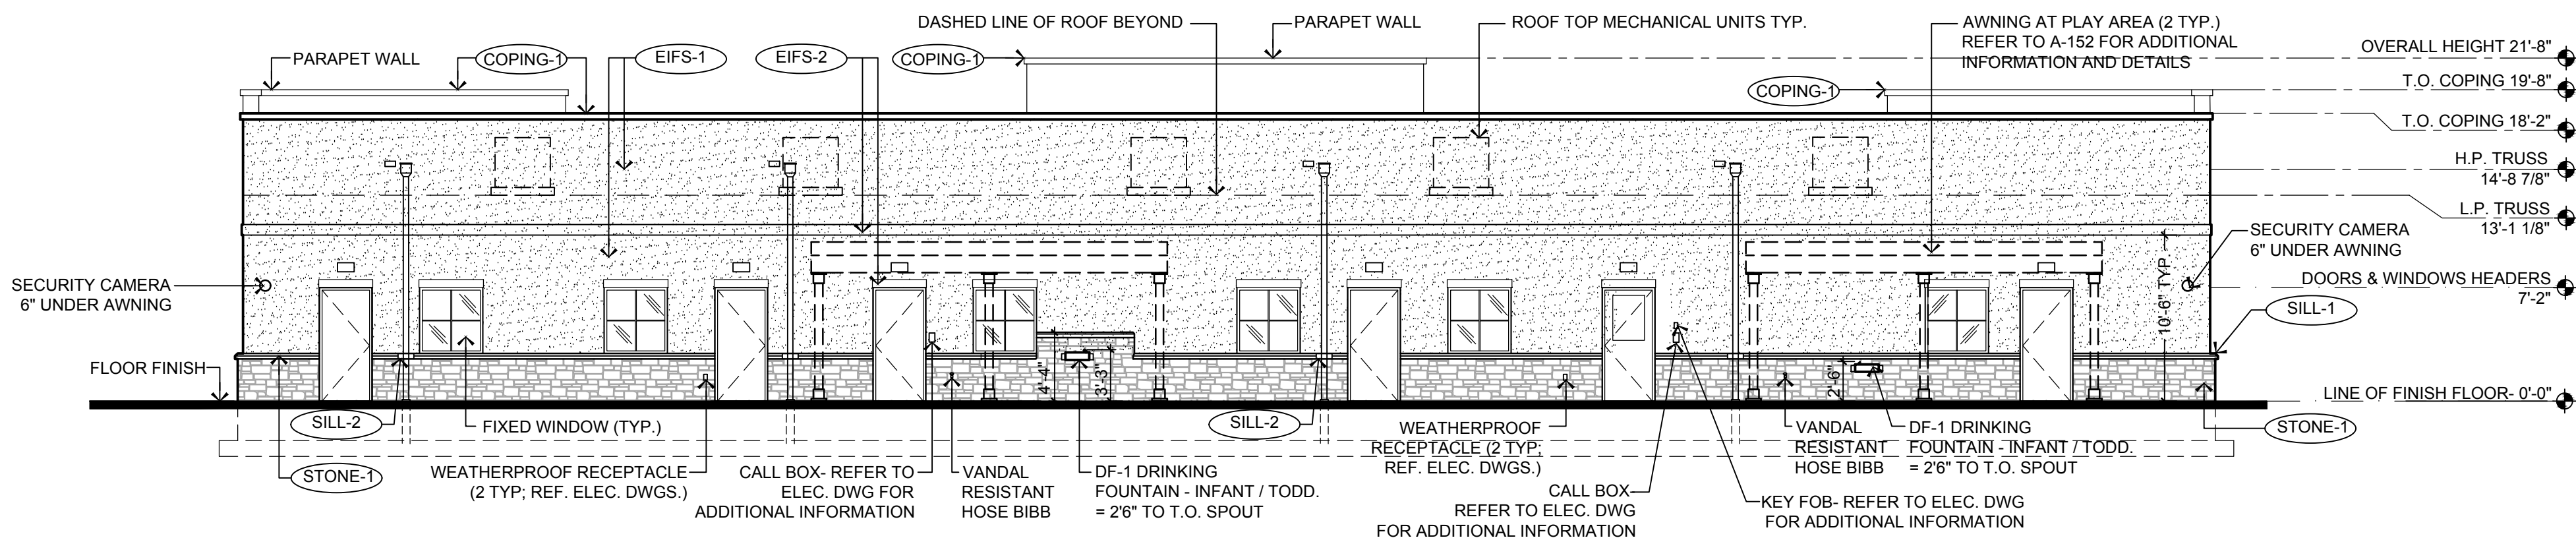 DASHED LINE OF ROOF BEYOND
PARAPET WALL
ROOF TOP MECHANICAL UNITS TYP.
AWNING AT PLAY AREA (2 TYP.)
REFER TO A-152 FOR ADDITIONAL
INFORMATION AND DETAILS
PARAPET WALL
COPING-1
EIFS-1
EIFS-2
COPING-1
COPING-1
OVERALL HEIGHT 21'-8"
T.O. COPING 19'-8"
T.O. COPING 18'-2"
H.P. TRUSS
14'-8 7/8"
L.P. TRUSS
13'-1 1/8"
SECURITY CAMERA
6" UNDER AWNING
DOORS & WINDOWS HEADERS
7'-2"
SILL-1
LINE OF FINISH FLOOR- 0'-0"
STONE-1
SECURITY CAMERA
6" UNDER AWNING
FLOOR FINISH
4'-4"
3'-3"
2'-6"
10'-6" TYP
SILL-2
FIXED WINDOW (TYP.)
STONE-1
WEATHERPROOF RECEPTACLE
(2 TYP; REF. ELEC. DWGS.)
CALL BOX- REFER TO
ELEC. DWG FOR
ADDITIONAL INFORMATION
VANDAL
RESISTANT
HOSE BIBB
DF-1 DRINKING
FOUNTAIN - INFANT / TODD.
= 2'6" TO T.O. SPOUT
SILL-2
WEATHERPROOF
RECEPTACLE (2 TYP;
REF. ELEC. DWGS.)
CALL BOX-
REFER TO ELEC. DWG
FOR ADDITIONAL INFORMATION
KEY FOB- REFER TO ELEC. DWG
FOR ADDITIONAL INFORMATION
VANDAL
RESISTANT
HOSE BIBB
DF-1 DRINKING
FOUNTAIN - INFANT / TODD.
= 2'6" TO T.O. SPOUT